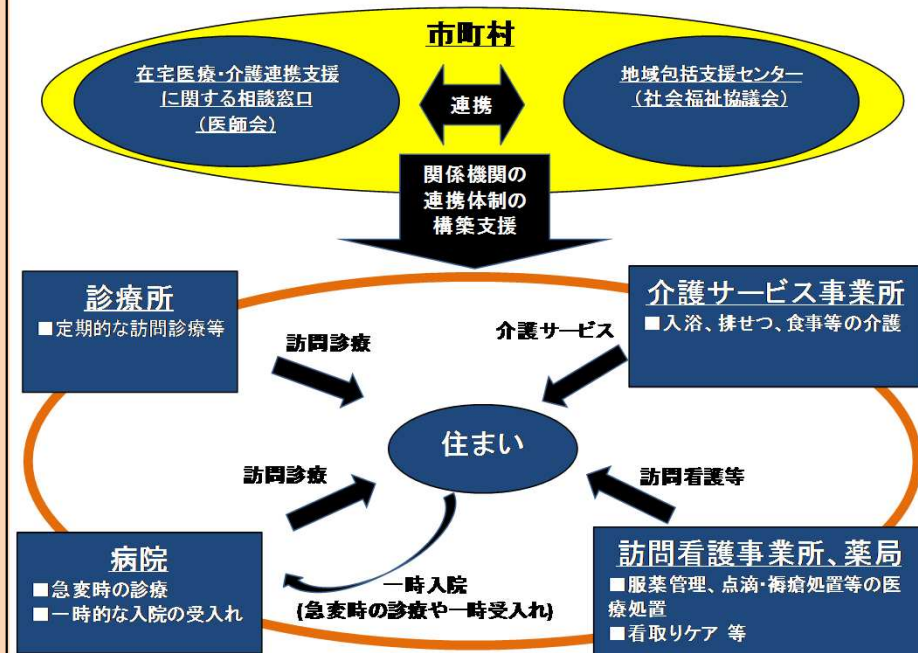 市町村
在宅医療・介護連携支援
に関する相談窓口
（医師会）
連携
地域包括支援センター
（社会福祉協議会）
関係機関の
連携体制の
構築支援
診療所
■定期的な訪問診療等
訪問診療
介護サービス
介護サービス事業所
■入浴、排せつ、食事等の介護
住まい
訪問診療
訪問看護等
病院
■急変時の診療
■一時的な入院の受入れ
一時入院
(急変時の診療や一時受入れ)
訪問看護事業所、薬局
■服薬管理、点滴・褥瘡処置等の医
療処置
■看取りケア 等